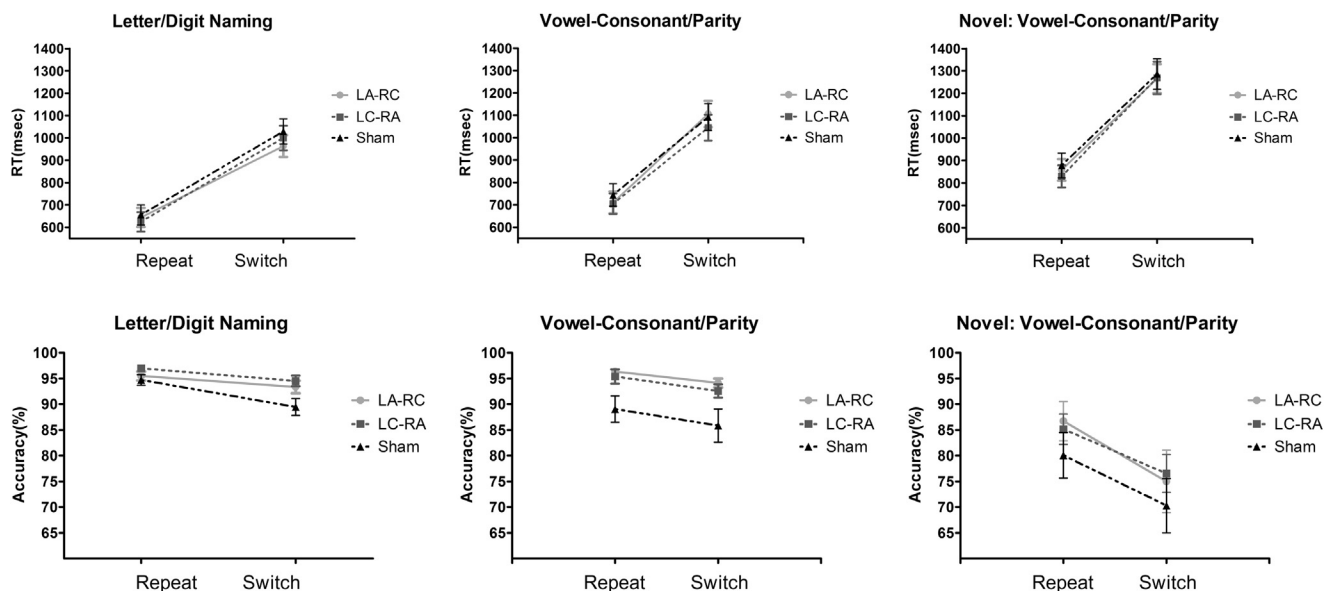 Letter/Digit Naming
1400
1300
1200
1100
1000
900
800
700
600
RT(msec)
Repeat Switch
LA-RC
LC-RA
Sham
Vowel-Consonant/Parity
1400
1300
1200
1100
1000
900
800
700
600
RT(msec)
Repeat Switch
LA-RC
LC-RA
Sham
Novel: Vowel-Consonant/Parity
1400
1300
1200
1100
1000
900
800
700
600
RT(msec)
Repeat Switch
LA-RC
LC-RA
Sham
Letter/Digit Naming
100
95
90
85
80
75
70
65
Accuracy(%)
Repeat Switch
LA-RC
LC-RA
Sham
Vowel-Consonant/Parity
100
95
90
85
80
75
70
65
Accuracy(%)
Repeat Switch
LA-RC
LC-RA
Sham
Novel: Vowel-Consonant/Parity
100
95
90
85
80
75
70
65
Accuracy(%)
Repeat Switch
LA-RC
LC-RA
Sham